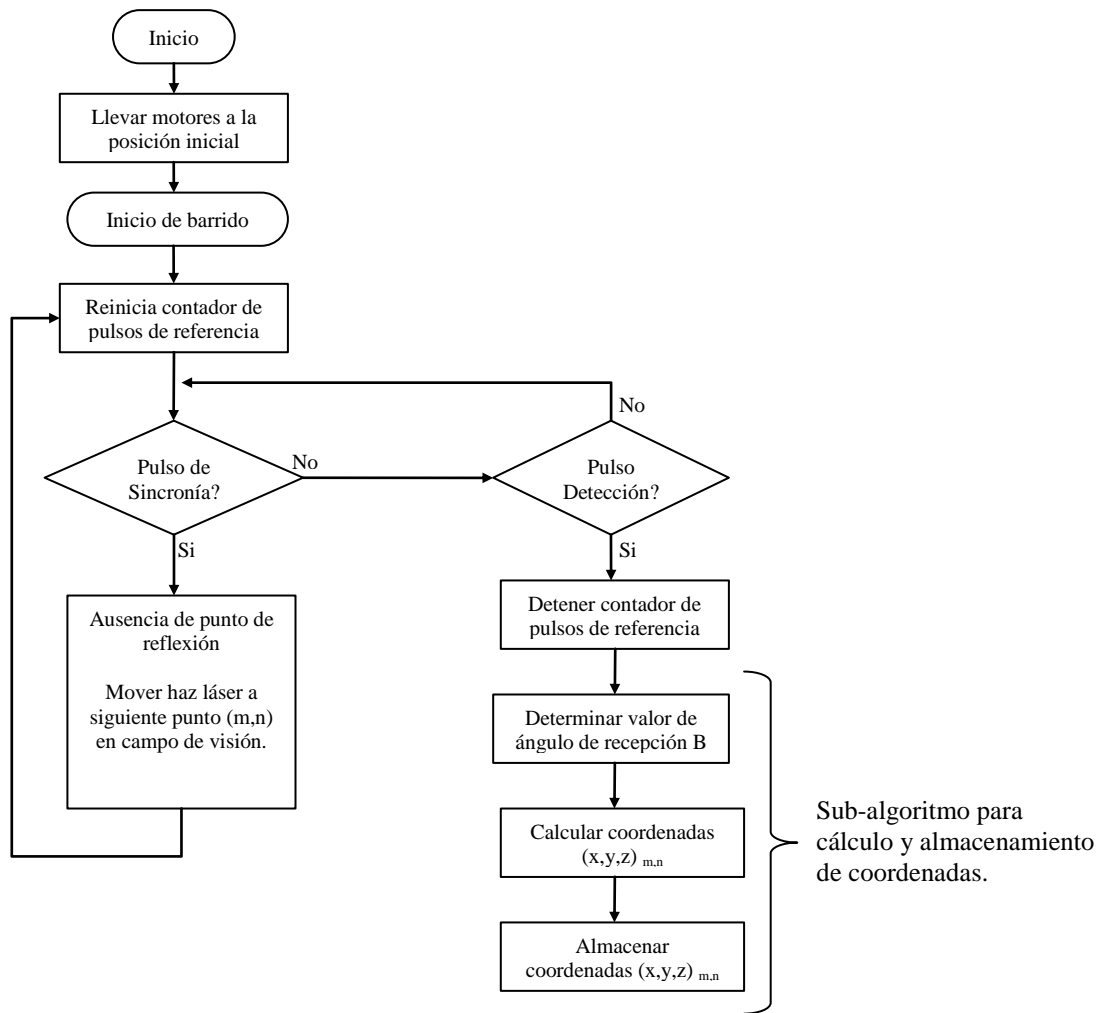 Inicio
Llevar motores a la
posición inicial
Inicio de barrido
Reinicia contador de
pulsos de referencia
No
Pulso de
Sincronía?
No
Pulso
Detección?
Si
Si
Ausencia de punto de
reflexión
Mover haz láser a
siguiente punto (m,n)
en campo de visión.
Detener contador de
pulsos de referencia
Determinar valor de
ángulo de recepción B
Calcular coordenadas
(x,y,z) m,n
Almacenar
coordenadas (x,y,z) m,n
Sub-algoritmo para
cálculo y almacenamiento
de coordenadas.